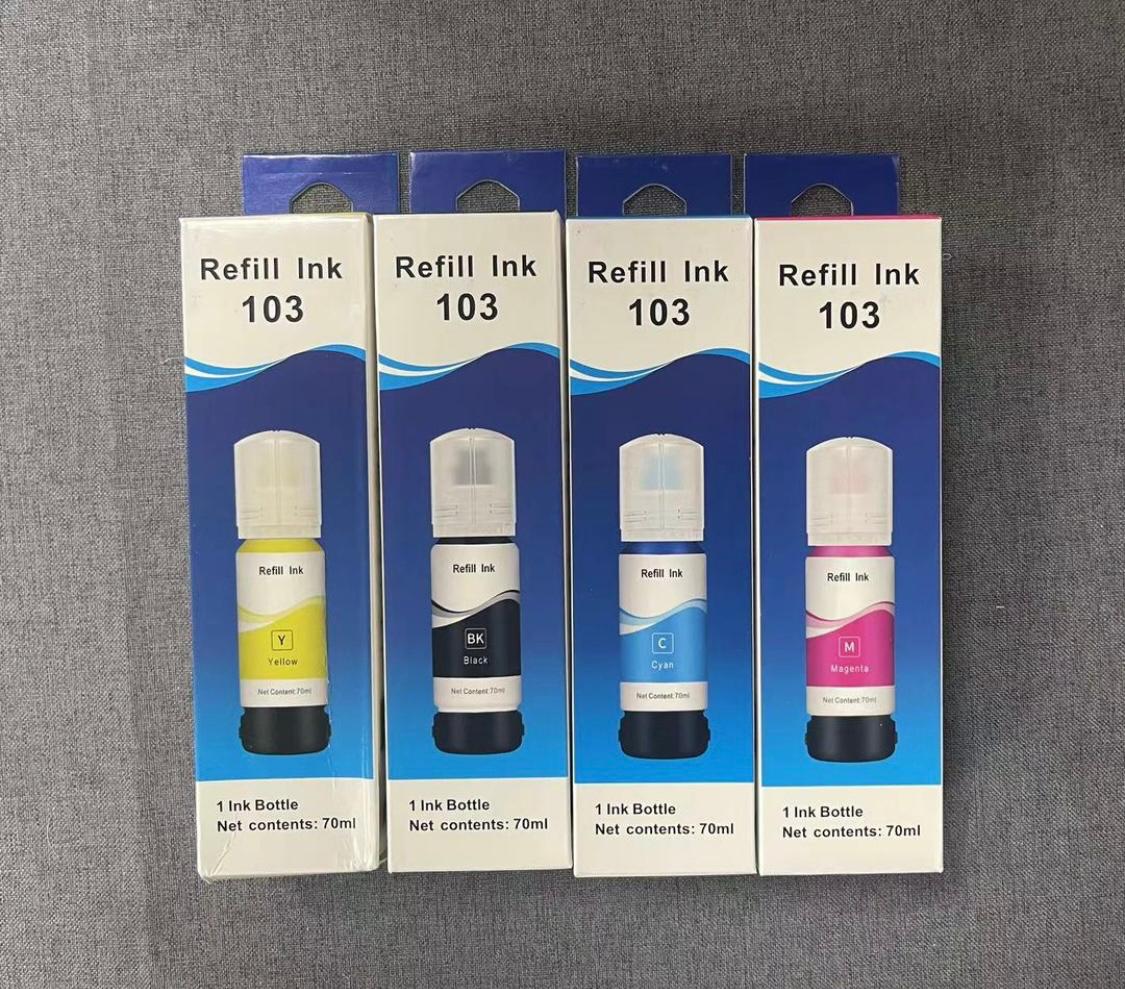 Refill Ink
103
Refill Ink
Y
Yellow
Net Content:70ml
1 Ink Bottle
Net contents: 70ml
Refill Ink
103
Refill Ink
BK
Black
Net Content:70ml
1 Ink Bottle
Net contents: 70ml
Refill Ink
103
Refill Ink
C
Cyan
Net Content:70ml
1 Ink Bottle
Net contents: 70ml
Refill Ink
103
Refill Ink
M
Magenta
Net Content:70ml
1 Ink Bottle
Net contents: 70ml